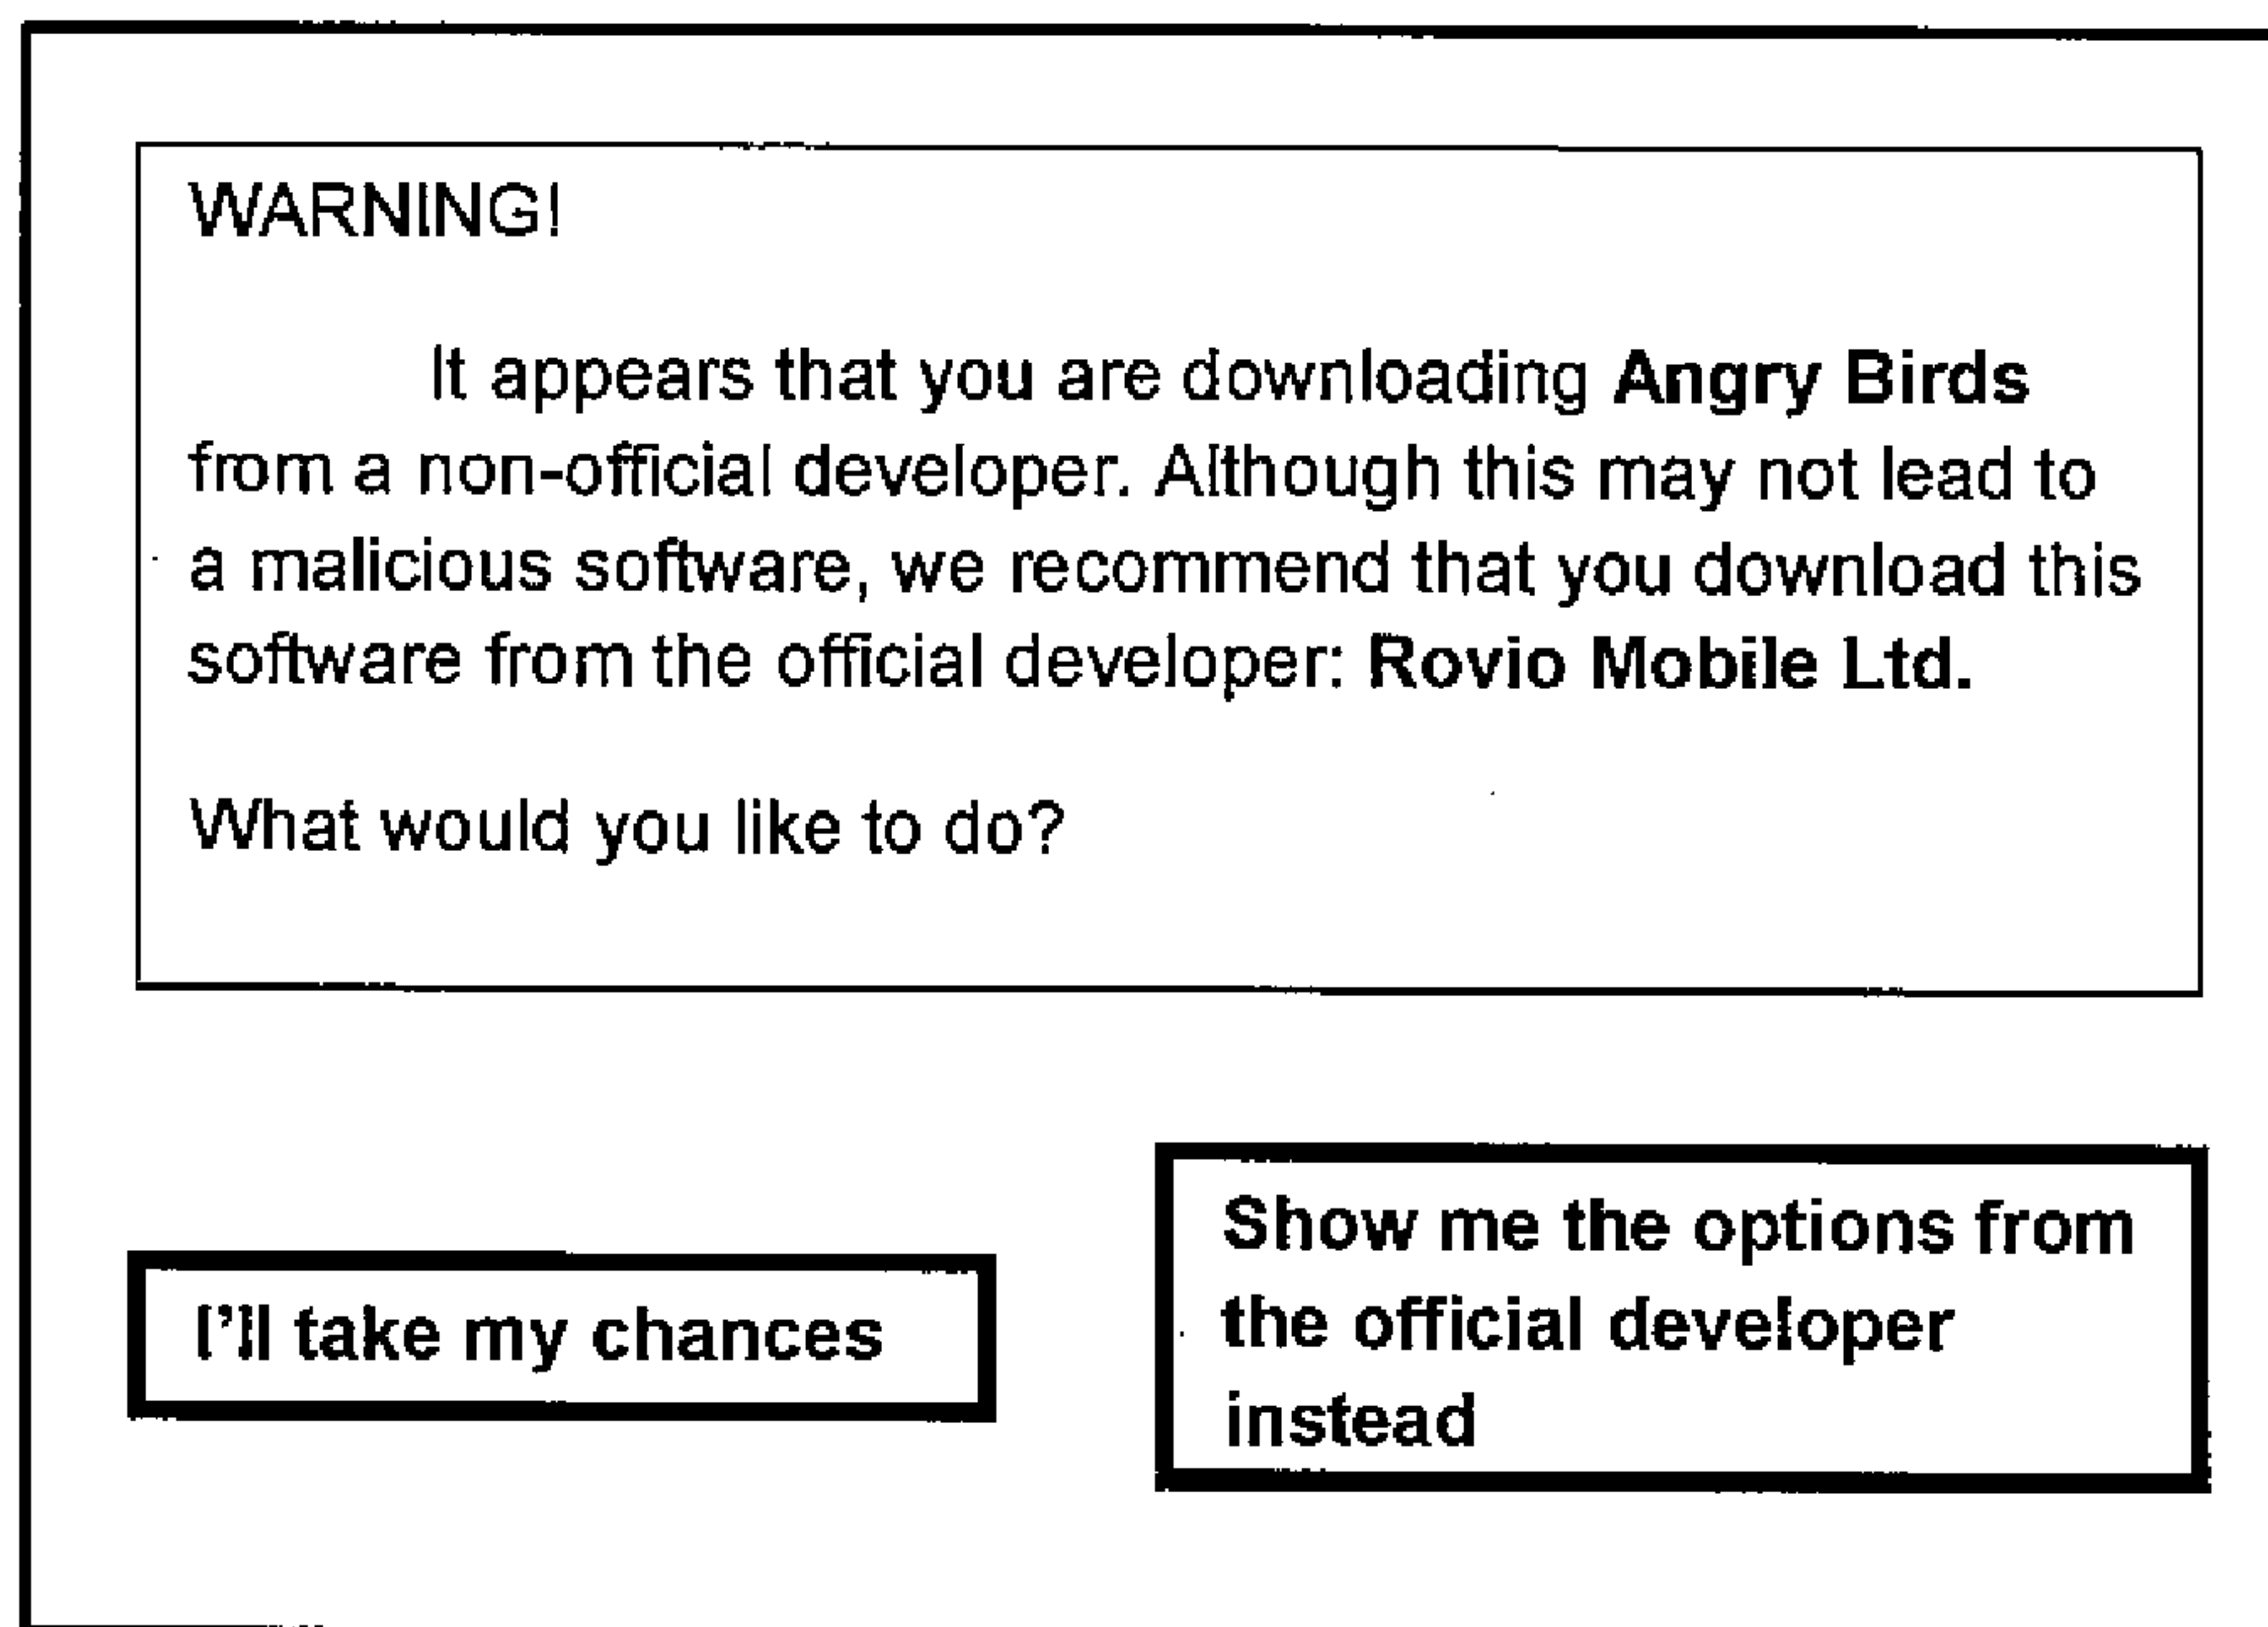 WARNING!
It appears that you are downloading Angry Birds
from a non-official developer. Although this may not lead to
a malicious software, we recommend that you download this
software from the official developer: Rovio Mobile Ltd.
What would you like to do?
I'll take my chances
Show me the options from
the official developer
instead